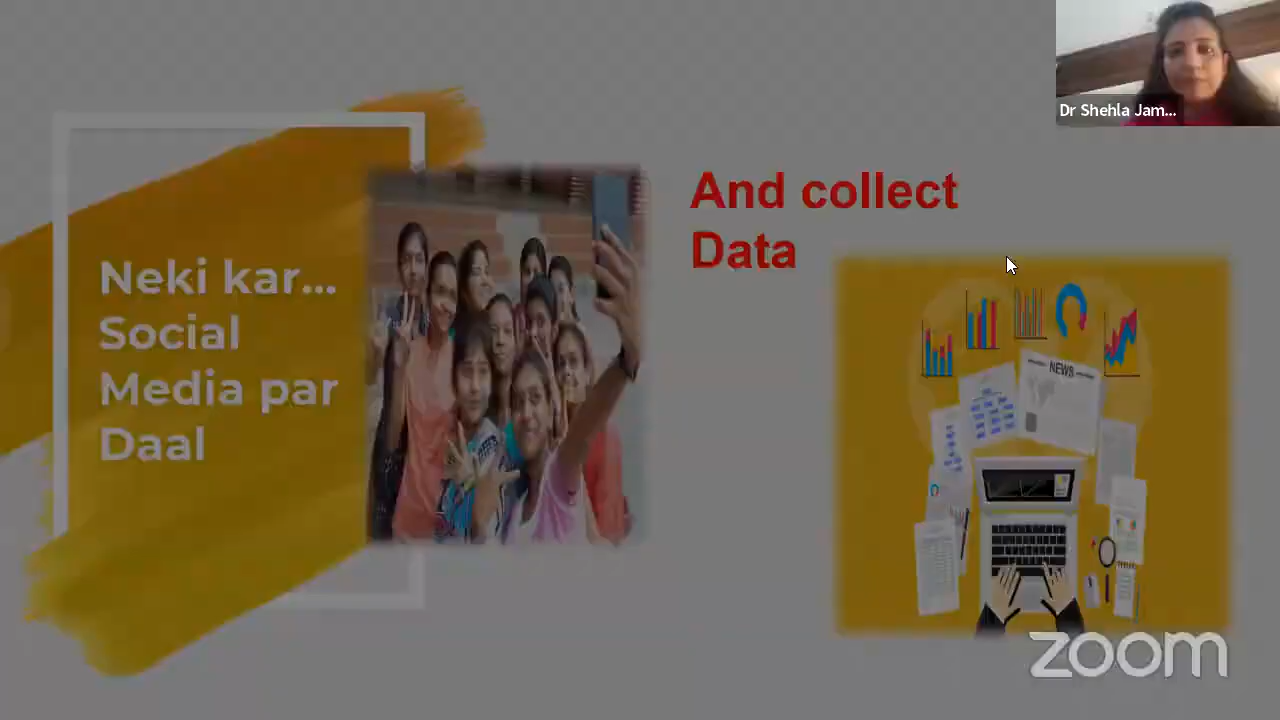 Dr Shehla Jam...
And collect
Data
Neki kar...
Social
Media par
Daal
NEWS
zoom